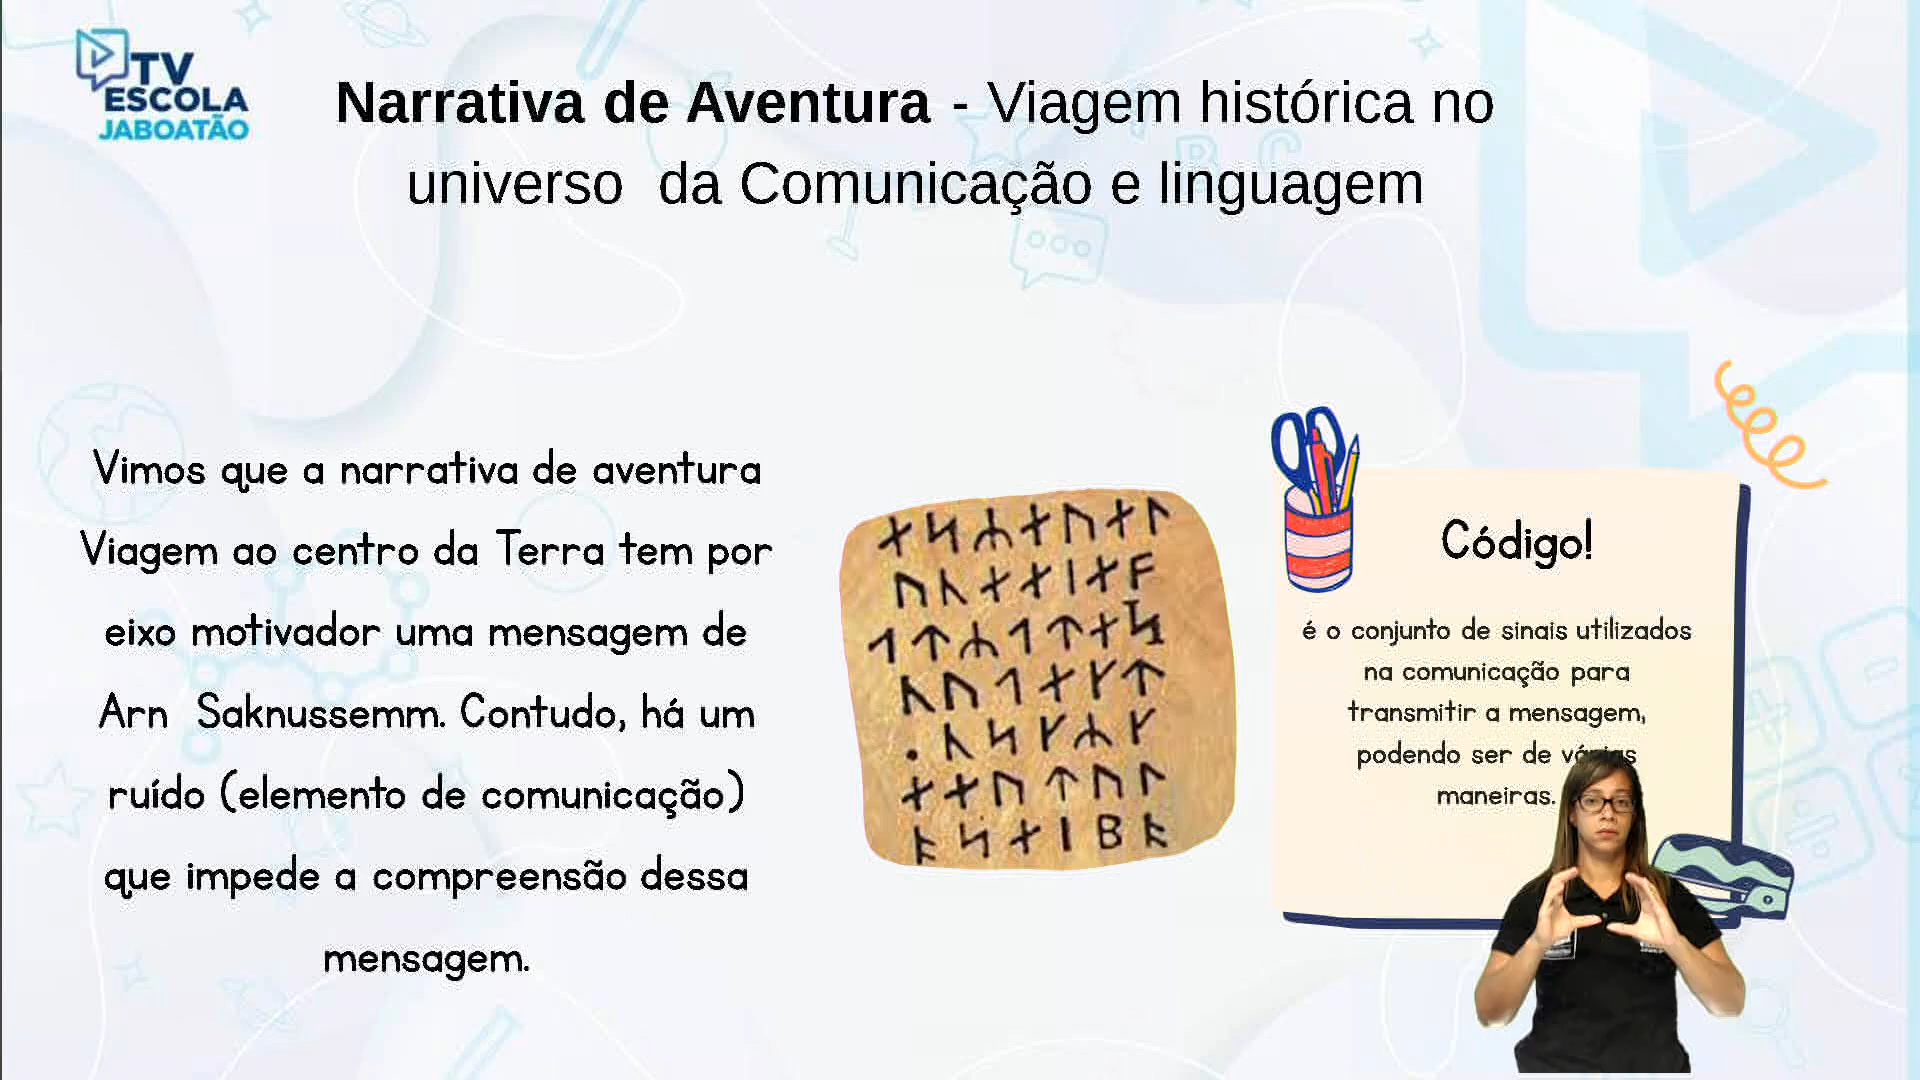 TV
ESCOLA
JABOATÃO
Narrativa de Aventura - Viagem histórica no
universo da Comunicação e linguagem
Vimos que a narrativa de aventura
Viagem ao centro da Terra tem por
eixo motivador uma mensagem de
Arn Saknussemm. Contudo, há um
ruído (elemento de comunicação)
que impede a compreensão dessa
mensagem.
Código!
é o conjunto de sinais utilizados
na comunicação para
transmitir a mensagem,
podendo ser de várias
maneiras.